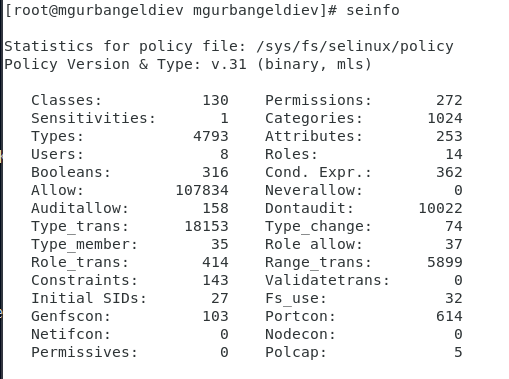 [root@mgurbangeldiev mgurbangeldiev]# seinfo
Statistics for policy file: /sys/fs/selinux/policy
Policy Version & Type: v.31 (binary, mls)
Classes: 130 Permissions: 272
Sensitivities: 1 Categories: 1024
Types: 4793 Attributes: 253
Users: 8 Roles: 14
Booleans: 316 Cond. Expr.: 362
Allow: 107834 Neverallow: 0
Auditallow: 158 Dontaudit: 10022
Type_trans: 18153 Type_change: 74
Type_member: 35 Role allow: 37
Role_trans: 414 Range_trans: 5899
Constraints: 143 Validatetrans: 0
Initial SIDs: 27 Fs_use: 32
Genfscon: 103 Portcon: 614
Netifcon: 0 Nodecon: 0
Permissives: 0 Polcap: 5